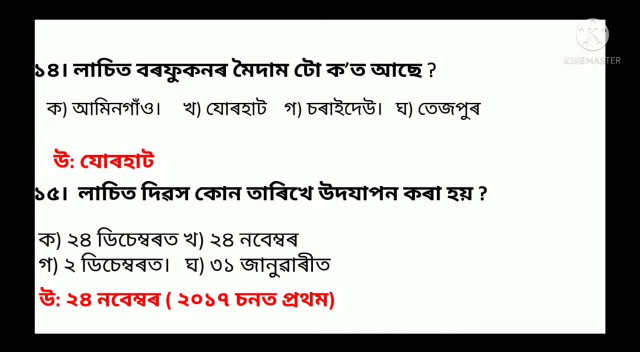 KINEMASTER
১৪। লাচিত বৰফুকনৰ মৈদাম টো ক'ত আছে ?
ক) আমিনগাঁও। খ) যোৰহাট গ) চৰাইদেউ। ঘ) তেজপুৰ
উ: যোৰহাট
১৫। লাচিত দিৱস কোন তাৰিখে উদযাপন কৰা হয় ?
ক) ২৪ ডিচেম্বৰত খ) ২৪ নবেম্বৰ
গ) ২ ডিচেম্বৰত। ঘ) ৩১ জানুৱাৰীত
উ: ২৪ নবেম্বৰ ( ২০১৭ চনত প্ৰথম)